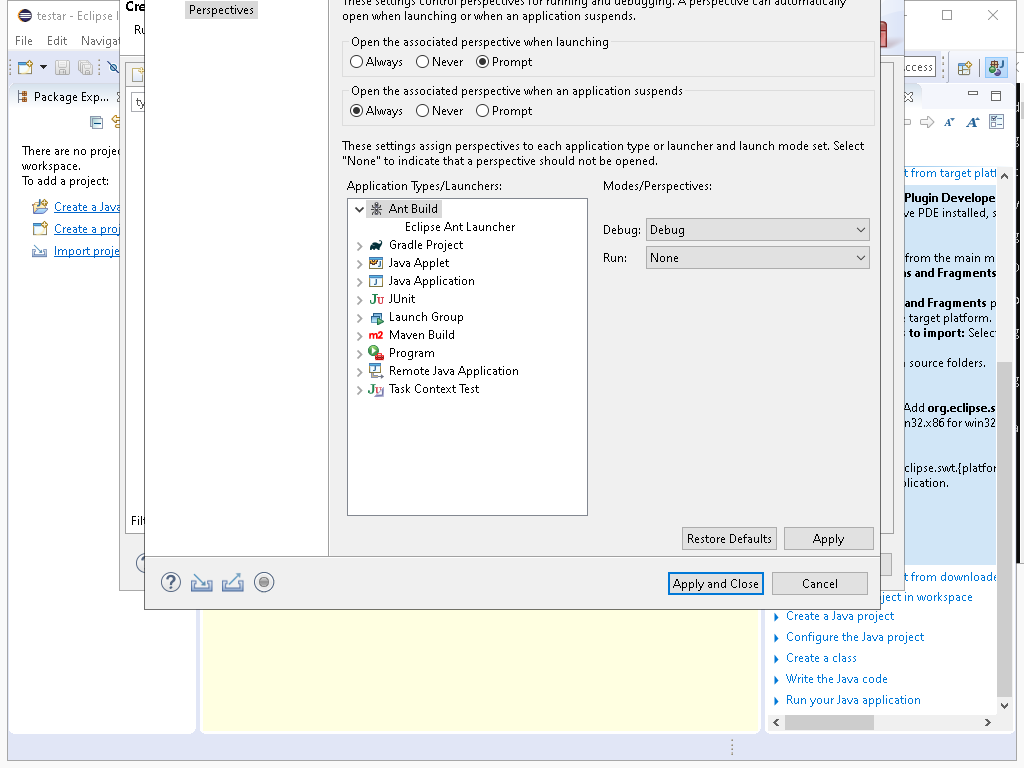 testar - Eclipse I
Cre
Perspectives
These settings control perspectives for running and debugging. A perspective can automatically
open when launching or when an application suspends.
File Edit Navigat
Ru
Open the associated perspective when launching
Always Never Prompt
ccess
Open the associated perspective when an application suspends
Always Never Prompt
Package Exp...
ty
There are no proje
workspace.
To add a project:
Create a Java
Create a proj
Import proje
These settings assign perspectives to each application type or launcher and launch mode set. Select
"None" to indicate that a perspective should not be opened.
Application Types/Launchers:
Modes/Perspectives:
Ant Build
Eclipse Ant Launcher
Gradle Project
Java Applet
Java Application
JUnit
Launch Group
Maven Build
Program
Remote Java Application
Task Context Test
Debug: Debug
Run: None
Filt
Restore Defaults Apply
Apply and Close Cancel
t from target platf
Plugin Develope
ve PDE installed, s
from the main m
ns and Fragments
and Fragments p
e target platform.
to import: Selec
source folders.
Add org.eclipse.s
n32.x86 for win32
clipse.swt.{platfor
plication.
t from downloade
ject in workspace
Create a Java project
Configure the Java project
Create a class
Write the Java code
Run your Java application